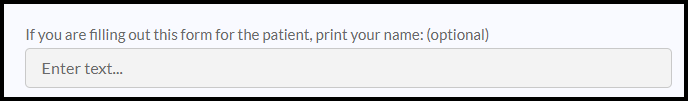 If you are filling out this form for the patient, print your name: (optional)
Enter text...